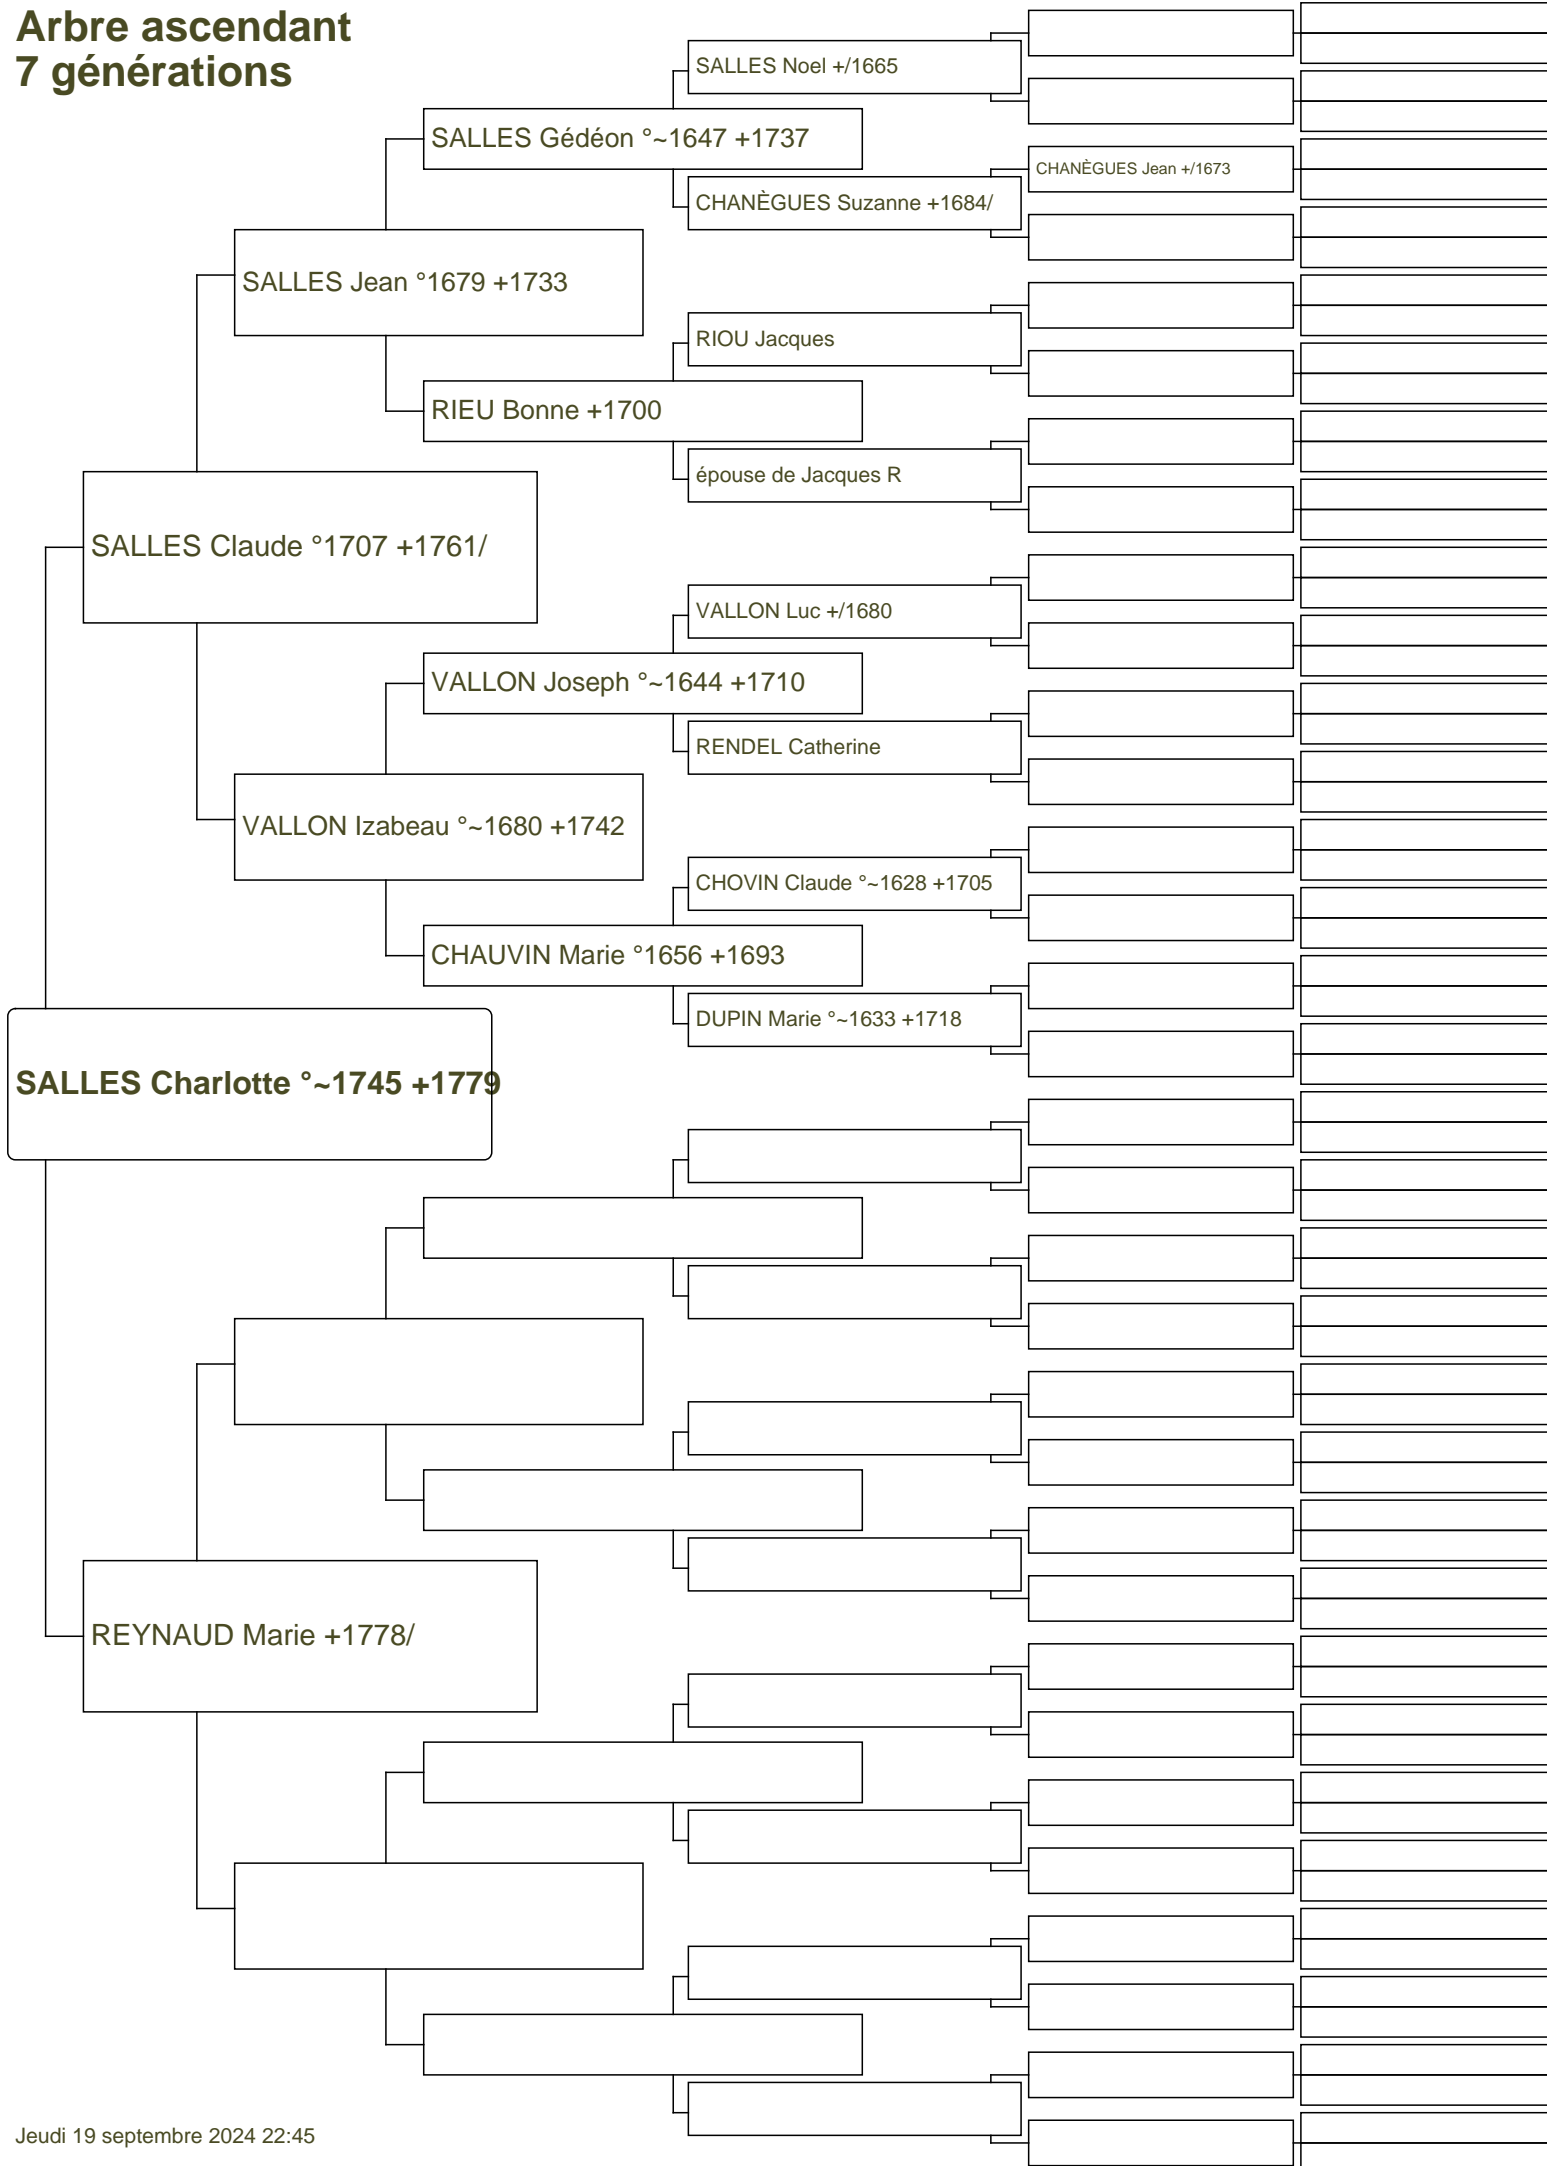 Arbre ascendant
7 générations
SALLES Noel +/1665
SALLES Gédéon °~1647 +1737
CHANÈGUES Jean +/1673
CHANÈGUES Suzanne +1684/
SALLES Jean °1679 +1733
RIOU Jacques
RIEU Bonne +1700
épouse de Jacques R
SALLES Claude °1707 +1761/
VALLON Luc +/1680
VALLON Joseph °~1644 +1710
RENDEL Catherine
VALLON Izabeau °~1680 +1742
CHOVIN Claude °~1628 +1705
CHAUVIN Marie °1656 +1693
DUPIN Marie °~1633 +1718
SALLES Charlotte °~1745 +1779
REYNAUD Marie +1778/
Jeudi 19 septembre 2024 22:45